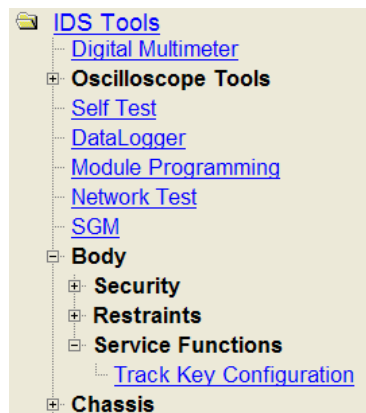 IDS Tools
Digital Multimeter
Oscilloscope Tools
Self Test
DataLogger
Module Programming
Network Test
SGM
Body
Security
Restraints
Service Functions
Track Key Configuration
Chassis